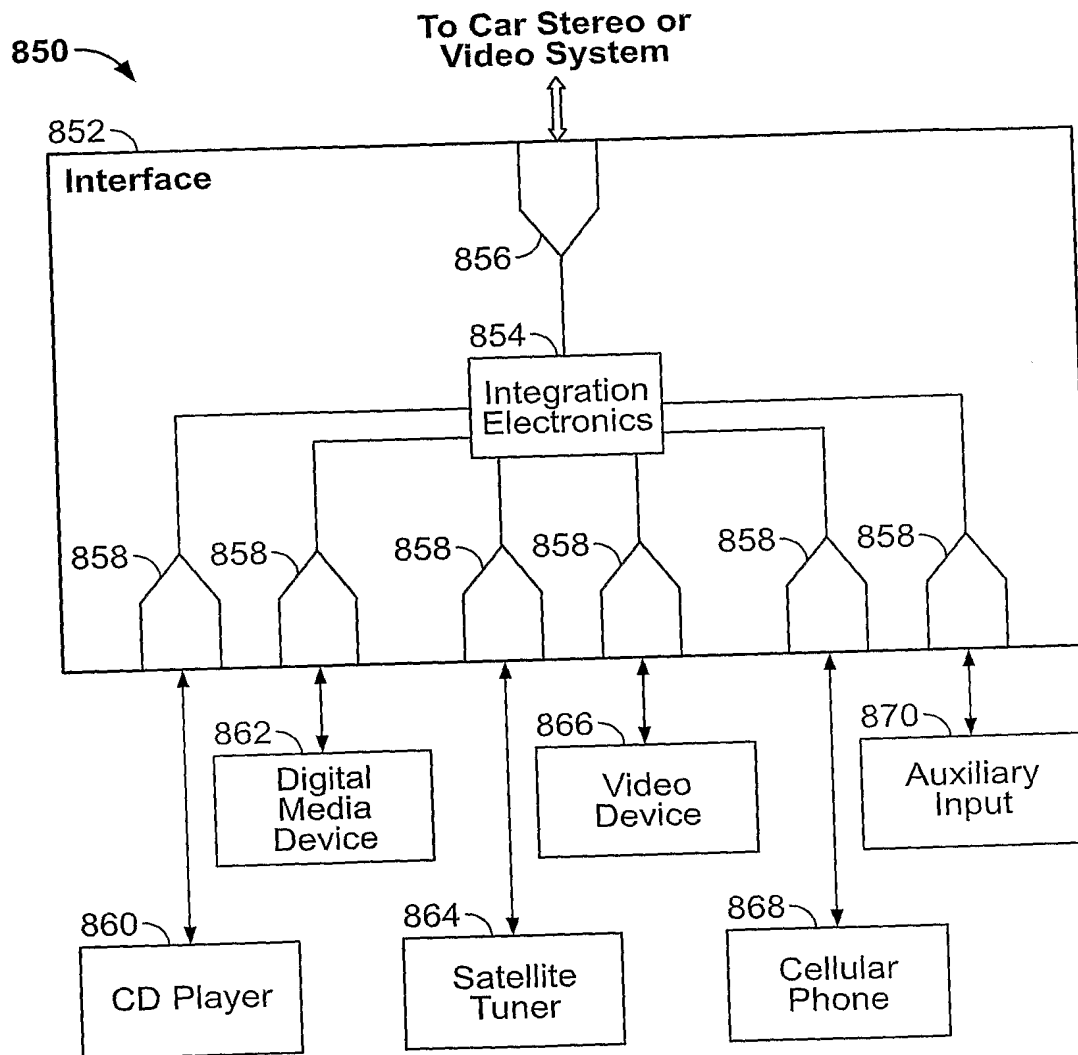 To Car Stereo or
Video System
850
852
Interface
856
854
Integration
Electronics
858
858
858
858
858
858
862
Digital
Media
Device
866
Video
Device
870
Auxiliary
Input
860
CD Player
864
Satellite
Tuner
868
Cellular
Phone